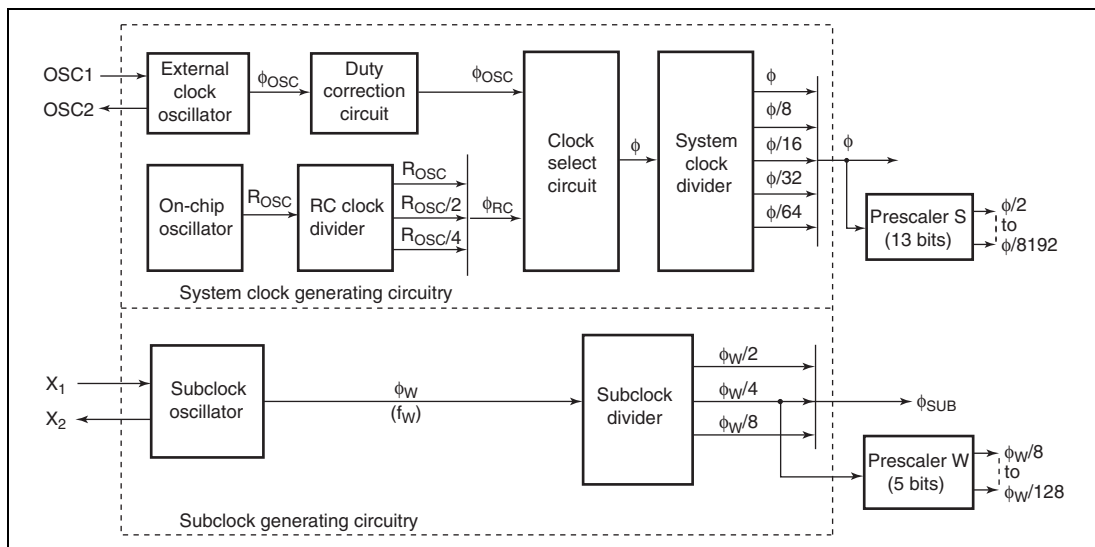 OSC1
OSC2
External
clock
oscillator
ϕOSC
Duty
correction
circuit
ϕOSC
On-chip
oscillator
ROSC
RC clock
divider
ROSC
ROSC/2
ROSC/4
ϕRC
Clock
select
circuit
ϕ
System
clock
divider
ϕ
ϕ/8
ϕ/16
ϕ/32
ϕ/64
ϕ
Prescaler S
(13 bits)
ϕ/2
to
ϕ/8192
System clock generating circuitry
X1
X2
Subclock
oscillator
ϕW
(fW)
Subclock
divider
ϕW/2
ϕW/4
ϕW/8
ϕSUB
Prescaler W
(5 bits)
ϕW/8
to
ϕW/128
Subclock generating circuitry